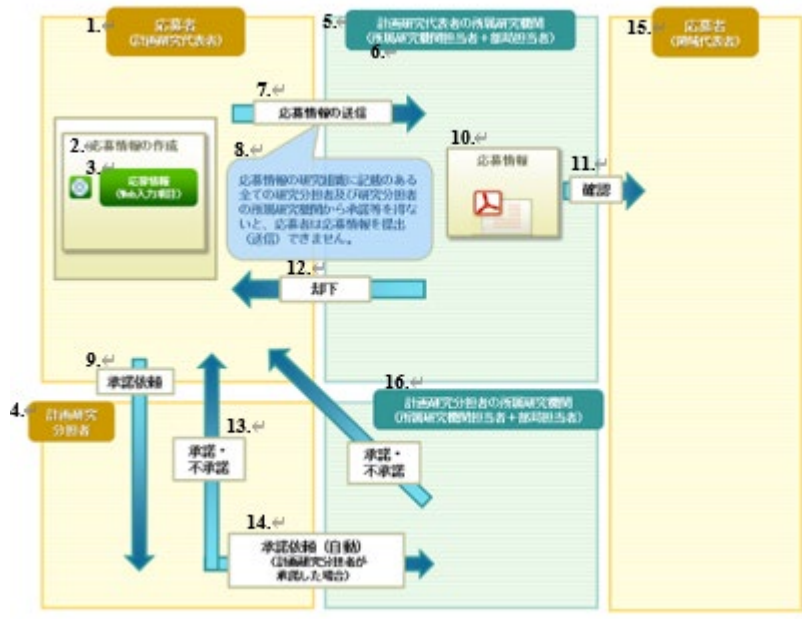 1.↵
応募者
(計画研究代表者)
5.↵
計画研究代表者の所属研究機関
6.↵
(所属研究機関担当者+部局担当者)
15.↵
応募者
(領域代表者)
7.↵
応募情報の送信
2.↵
応募情報の作成
3.↵
応募情報
(Web入力項目)
8.↵
応募情報の研究組織に記載のある
全ての研究分担者及び研究分担者
の所属研究機関から承諾等を得な
いと、応募者は応募情報を提出
(送信)できません。
10.↵
応募情報
11.↵
確認
12.↵
却下
9.↵
承諾依頼
4.↵
計画研究
分担者
16.↵
計画研究分担者の所属研究機関
(所属研究機関担当者+部局担当者)
13.↵
承諾・
不承諾
承諾・
不承諾
14.↵
承諾依頼(自動)
(計画研究分担者が
承諾した場合)